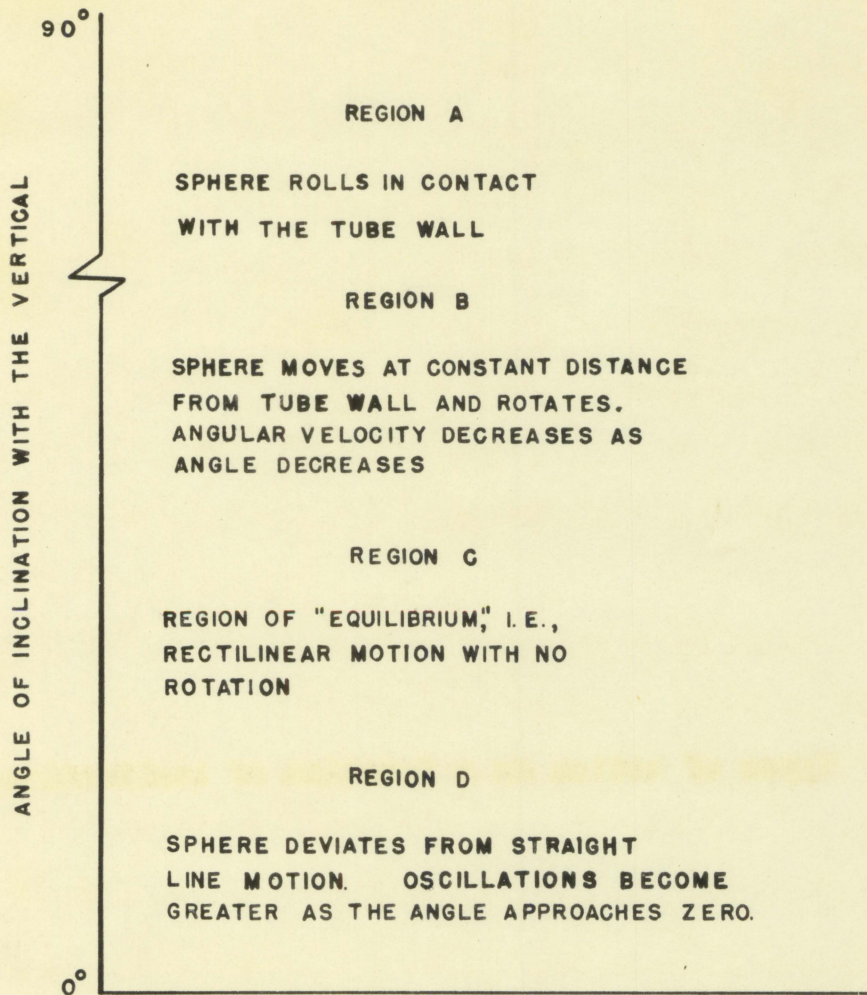 90°
ANGLE OF INCLINATION WITH THE VERTICAL
REGION A
SPHERE ROLLS IN CONTACT
WITH THE TUBE WALL
REGION B
SPHERE MOVES AT CONSTANT DISTANCE
FROM TUBE WALL AND ROTATES.
ANGULAR VELOCITY DECREASES AS
ANGLE DECREASES
REGION C
REGION OF "EQUILIBRIUM," I.E.,
RECTILINEAR MOTION WITH NO
ROTATION
REGION D
SPHERE DEVIATES FROM STRAIGHT
LINE MOTION. OSCILLATIONS BECOME
GREATER AS THE ANGLE APPROACHES ZERO.
0°